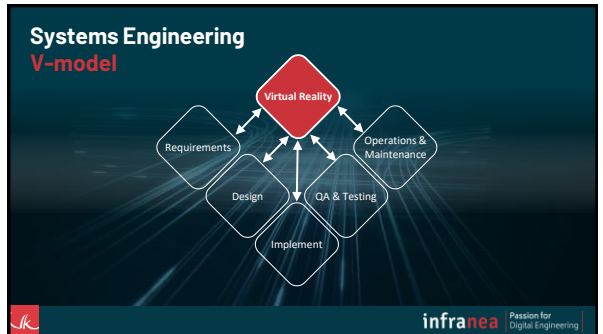 Systems Engineering
V-model
Virtual Reality
Requirements
Operations &
Maintenance
Design
QA & Testing
Implement
infranea
Passion for
Digital Engineering